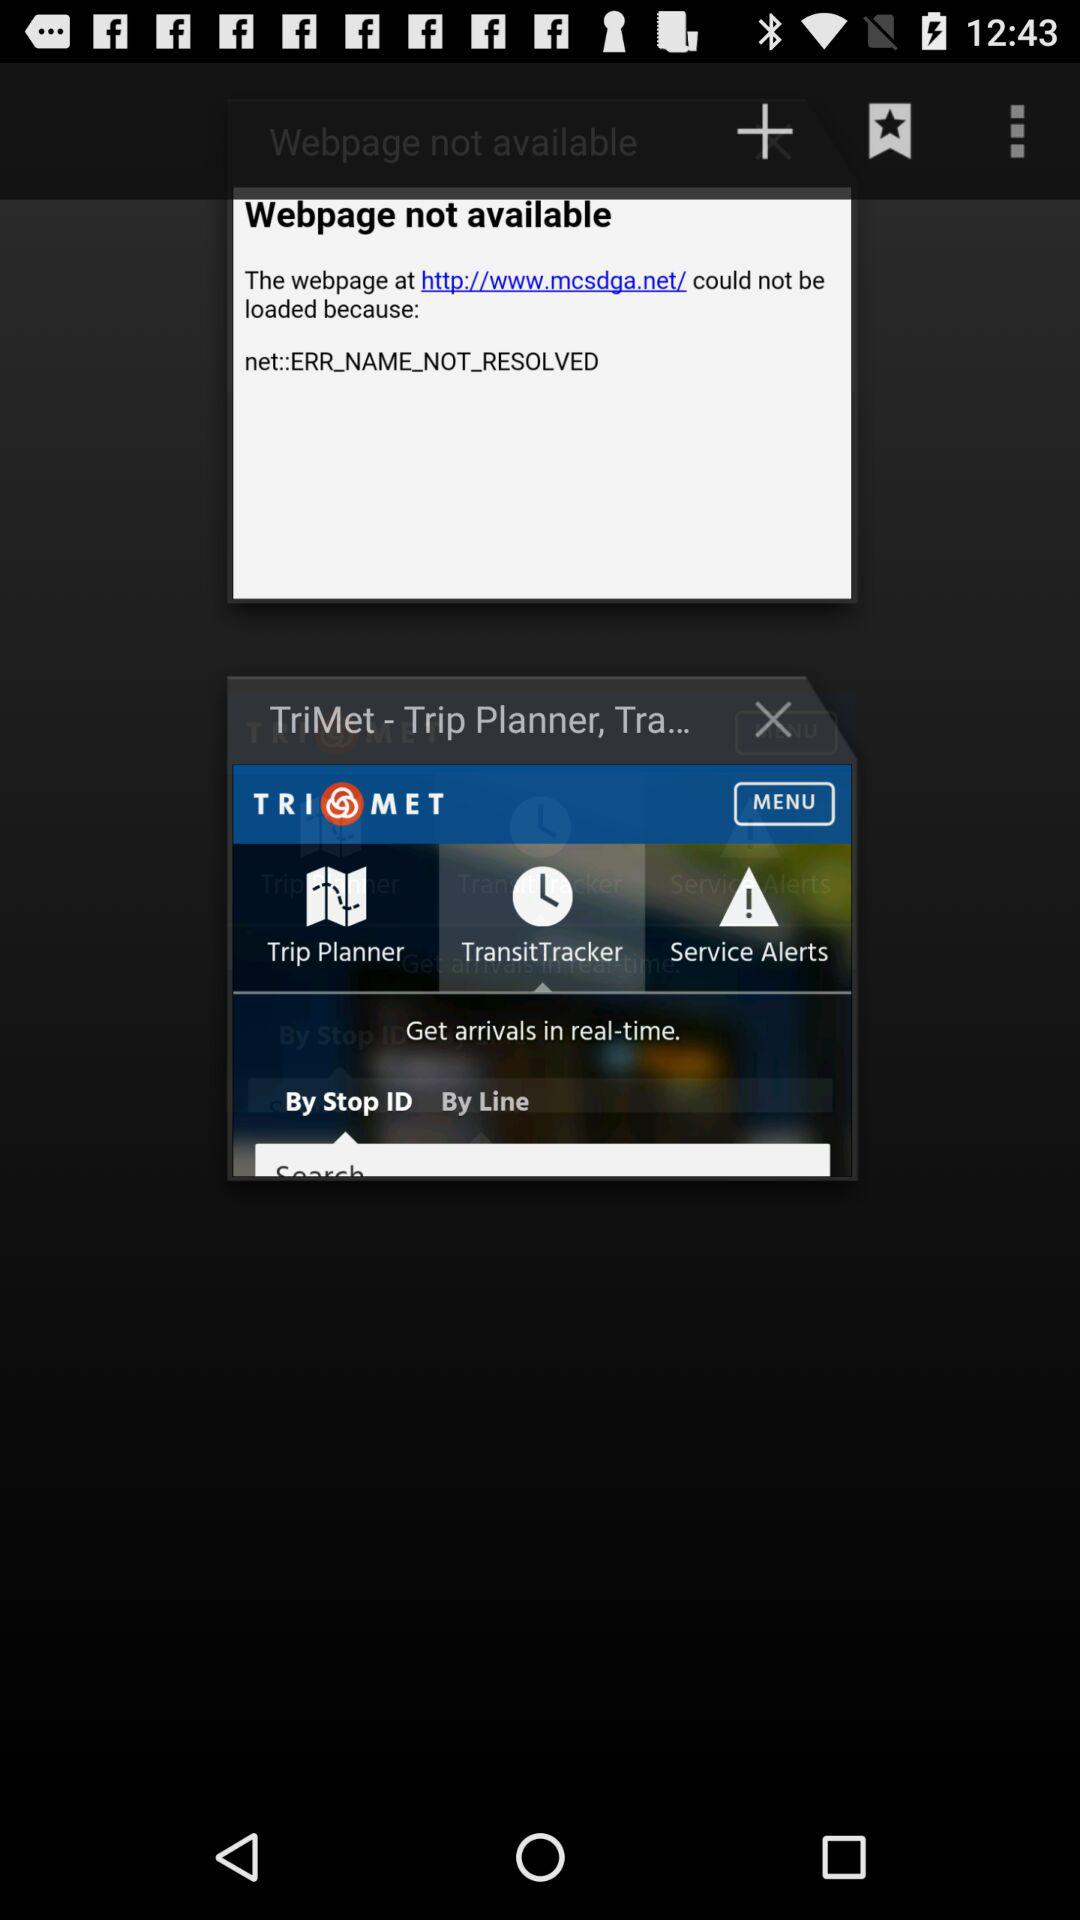 12:43
Webpage not available
Webpage not available
The webpage at http://www.mcsdga.net/ could not be
loaded because:
net::ERR_NAME_NOT_RESOLVED
TriMet - Trip Planner, Tra...
TRI MET
MENU
Trip Planner
TransitTracker
Service Alerts
Get arrivals in real-time.
By Stop ID
By Line
Search